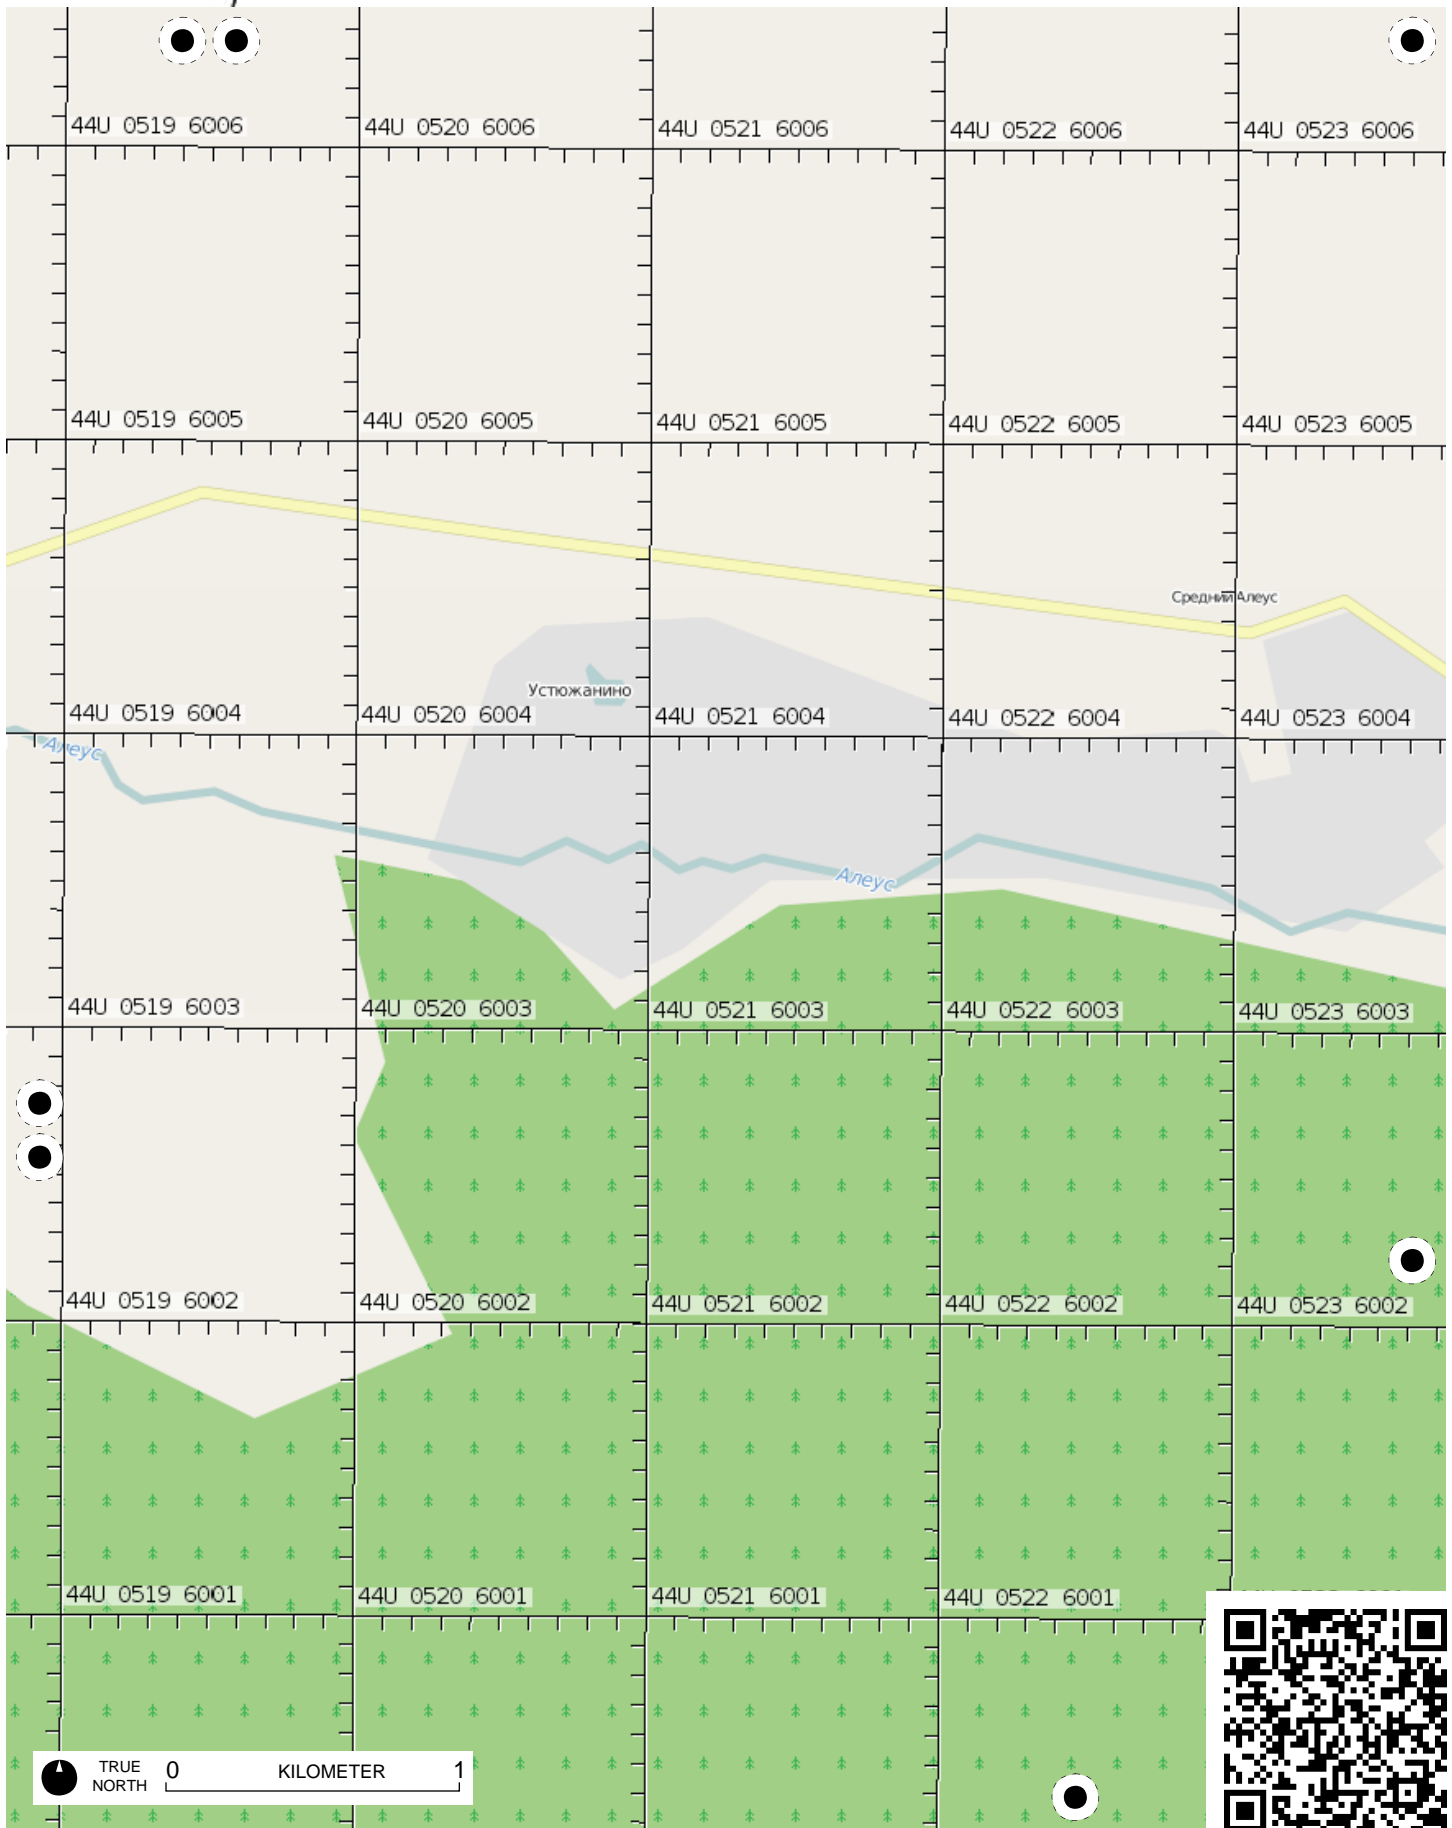 44U 0519 6006
44U 0520 6006
44U 0521 6006
44U 0522 6006
44U 0523 6006
44U 0519 6005
44U 0520 6005
44U 0521 6005
44U 0522 6005
44U 0523 6005
Средний Алеус
Устюжанино
44U 0519 6004
44U 0520 6004
44U 0521 6004
44U 0522 6004
44U 0523 6004
Алеус
Алеус
44U 0519 6003
44U 0520 6003
44U 0521 6003
44U 0522 6003
44U 0523 6003
44U 0519 6002
44U 0520 6002
44U 0521 6002
44U 0522 6002
44U 0523 6002
44U 0519 6001
44U 0520 6001
44U 0521 6001
44U 0522 6001
TRUE NORTH
0 KILOMETER 1